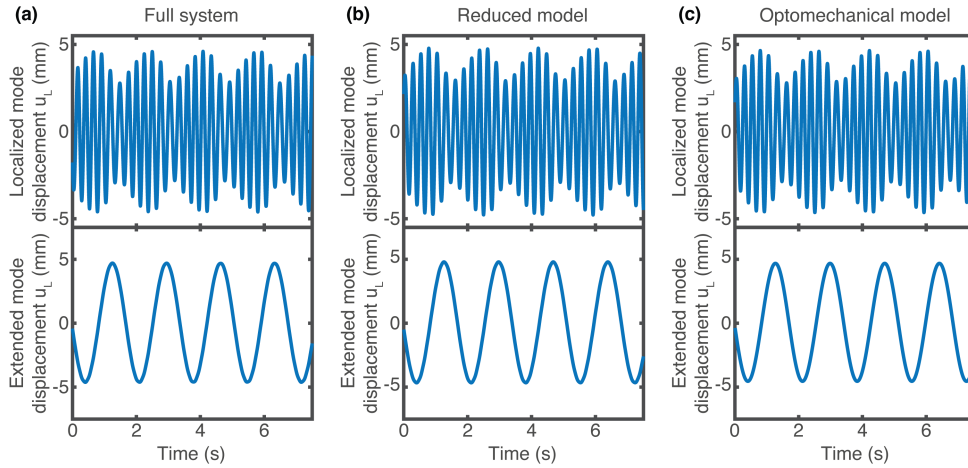 (a) Full system
(b) Reduced model
(c) Optomechanical model
Localized mode
displacement u_L (mm)
5
0
-5
Localized mode
displacement u_L (mm)
5
0
-5
Localized mode
displacement u_L (mm)
5
0
-5
Extended mode
displacement u_L (mm)
5
0
-5
Extended mode
displacement u_L (mm)
5
0
-5
Extended mode
displacement u_L (mm)
5
0
-5
0 2 4 6
Time (s)
0 2 4 6
Time (s)
0 2 4 6
Time (s)